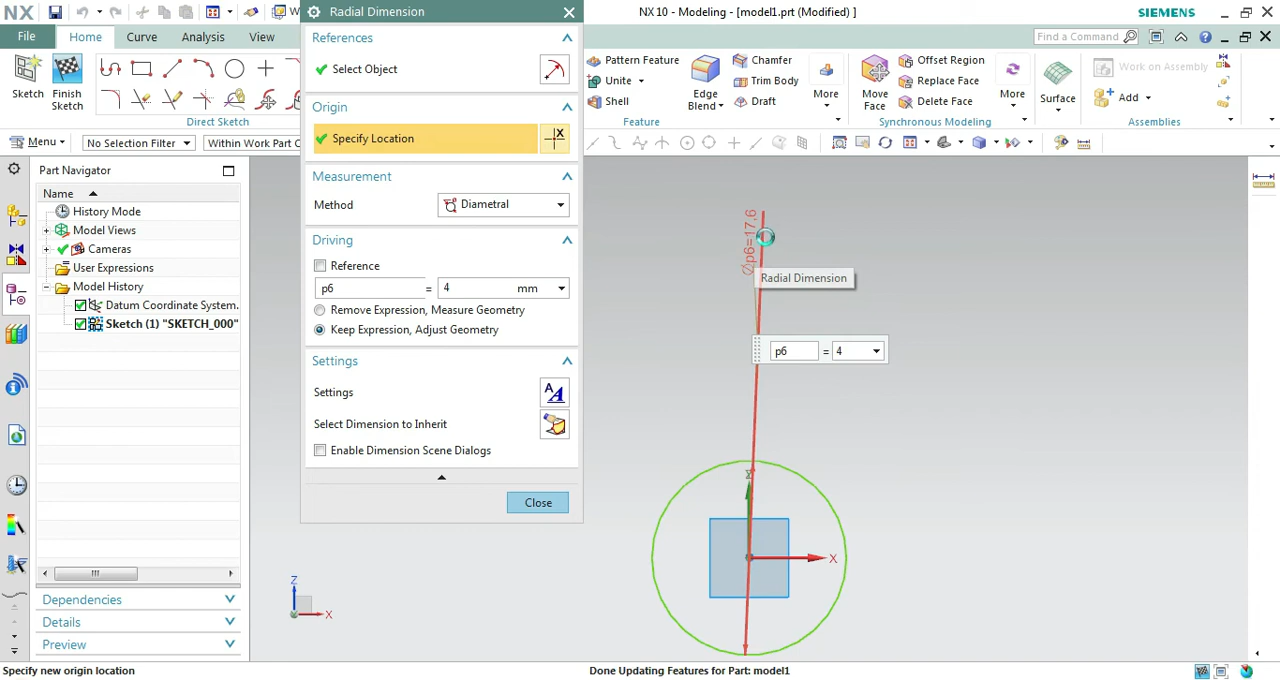 NX
W
Radial Dimension
NX 10 - Modeling - [model1.prt (Modified) ]
SIEMENS
File
Home
Curve
Analysis
View
Find a Command
Sketch
Finish
Sketch
Direct Sketch
References
Select Object
Origin
Specify Location
Measurement
Method
Diametral
Driving
Reference
p6
=
4
mm
Remove Expression, Measure Geometry
Keep Expression, Adjust Geometry
Settings
Settings
Select Dimension to Inherit
Enable Dimension Scene Dialogs
Close
Pattern Feature
Unite
Shell
Edge
Blend
Chamfer
Trim Body
Draft
More
Feature
Move
Face
Offset Region
Replace Face
Delete Face
More
Synchronous Modeling
Surface
Work on Assembly
Add
Assemblies
Menu
No Selection Filter
Within Work Part C
Part Navigator
Name
History Mode
Model Views
Cameras
User Expressions
Model History
Datum Coordinate System.
Sketch (1) "SKETCH_000"
Dependencies
Details
Preview
∅p6=17,6
Radial Dimension
p6
=
4
X
Z
X
Specify new origin location
Done Updating Features for Part: model1